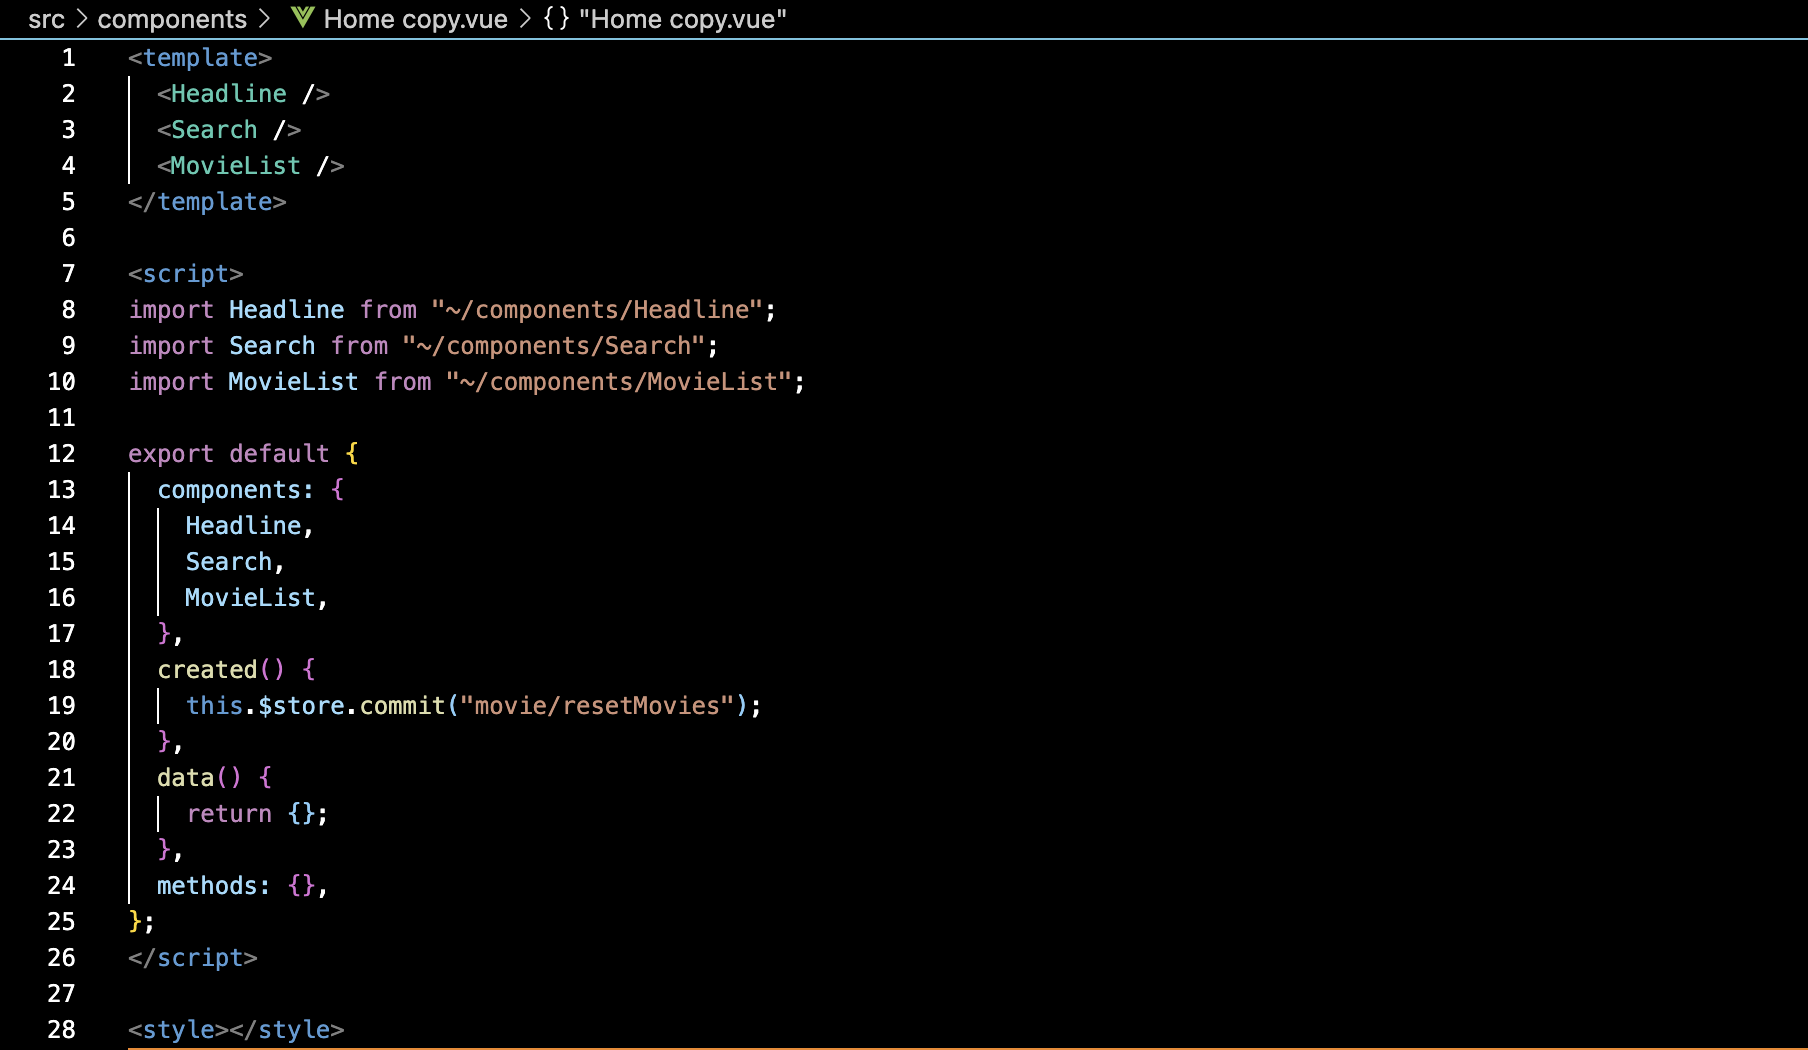 src > components > Home copy.vue > {} "Home copy.vue"
1 <template>
2   <Headline />
3   <Search />
4   <MovieList />
5 </template>
6
7 <script>
8 import Headline from "~/components/Headline";
9 import Search from "~/components/Search";
10 import MovieList from "~/components/MovieList";
11
12 export default {
13   components: {
14     Headline,
15     Search,
16     MovieList,
17   },
18   created() {
19     this.$store.commit("movie/resetMovies");
20   },
21   data() {
22     return {};
23   },
24   methods: {},
25 };
26 </script>
27
28 <style></style>